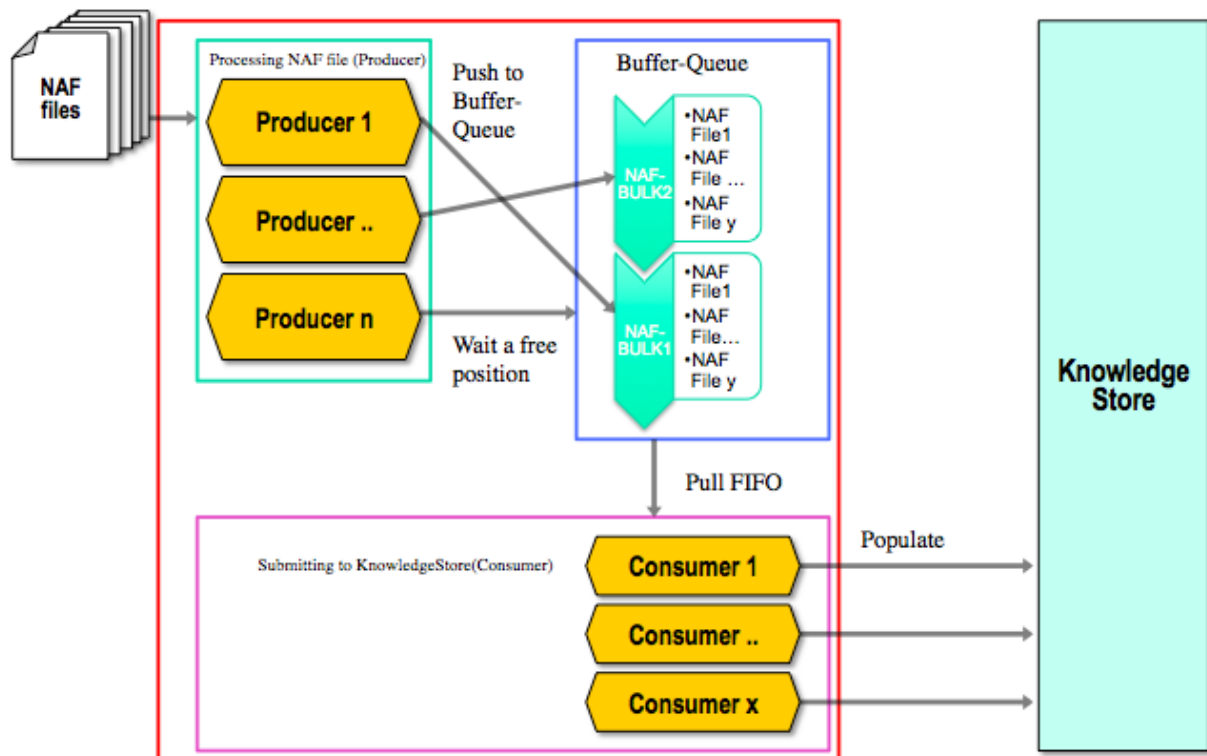 NAF
files
Processing NAF file (Producer)
Producer 1
Producer ..
Producer n
Push to
Buffer-
Queue
Wait a free
position
Buffer-Queue
NAF-
BULK2
•NAF
File1
•NAF
File ...
•NAF
File y
NAF-
BULK1
•NAF
File1
•NAF
File...
•NAF
File y
Pull FIFO
Submitting to KnowledgeStore(Consumer)
Consumer 1
Consumer ..
Consumer x
Populate
Knowledge
Store